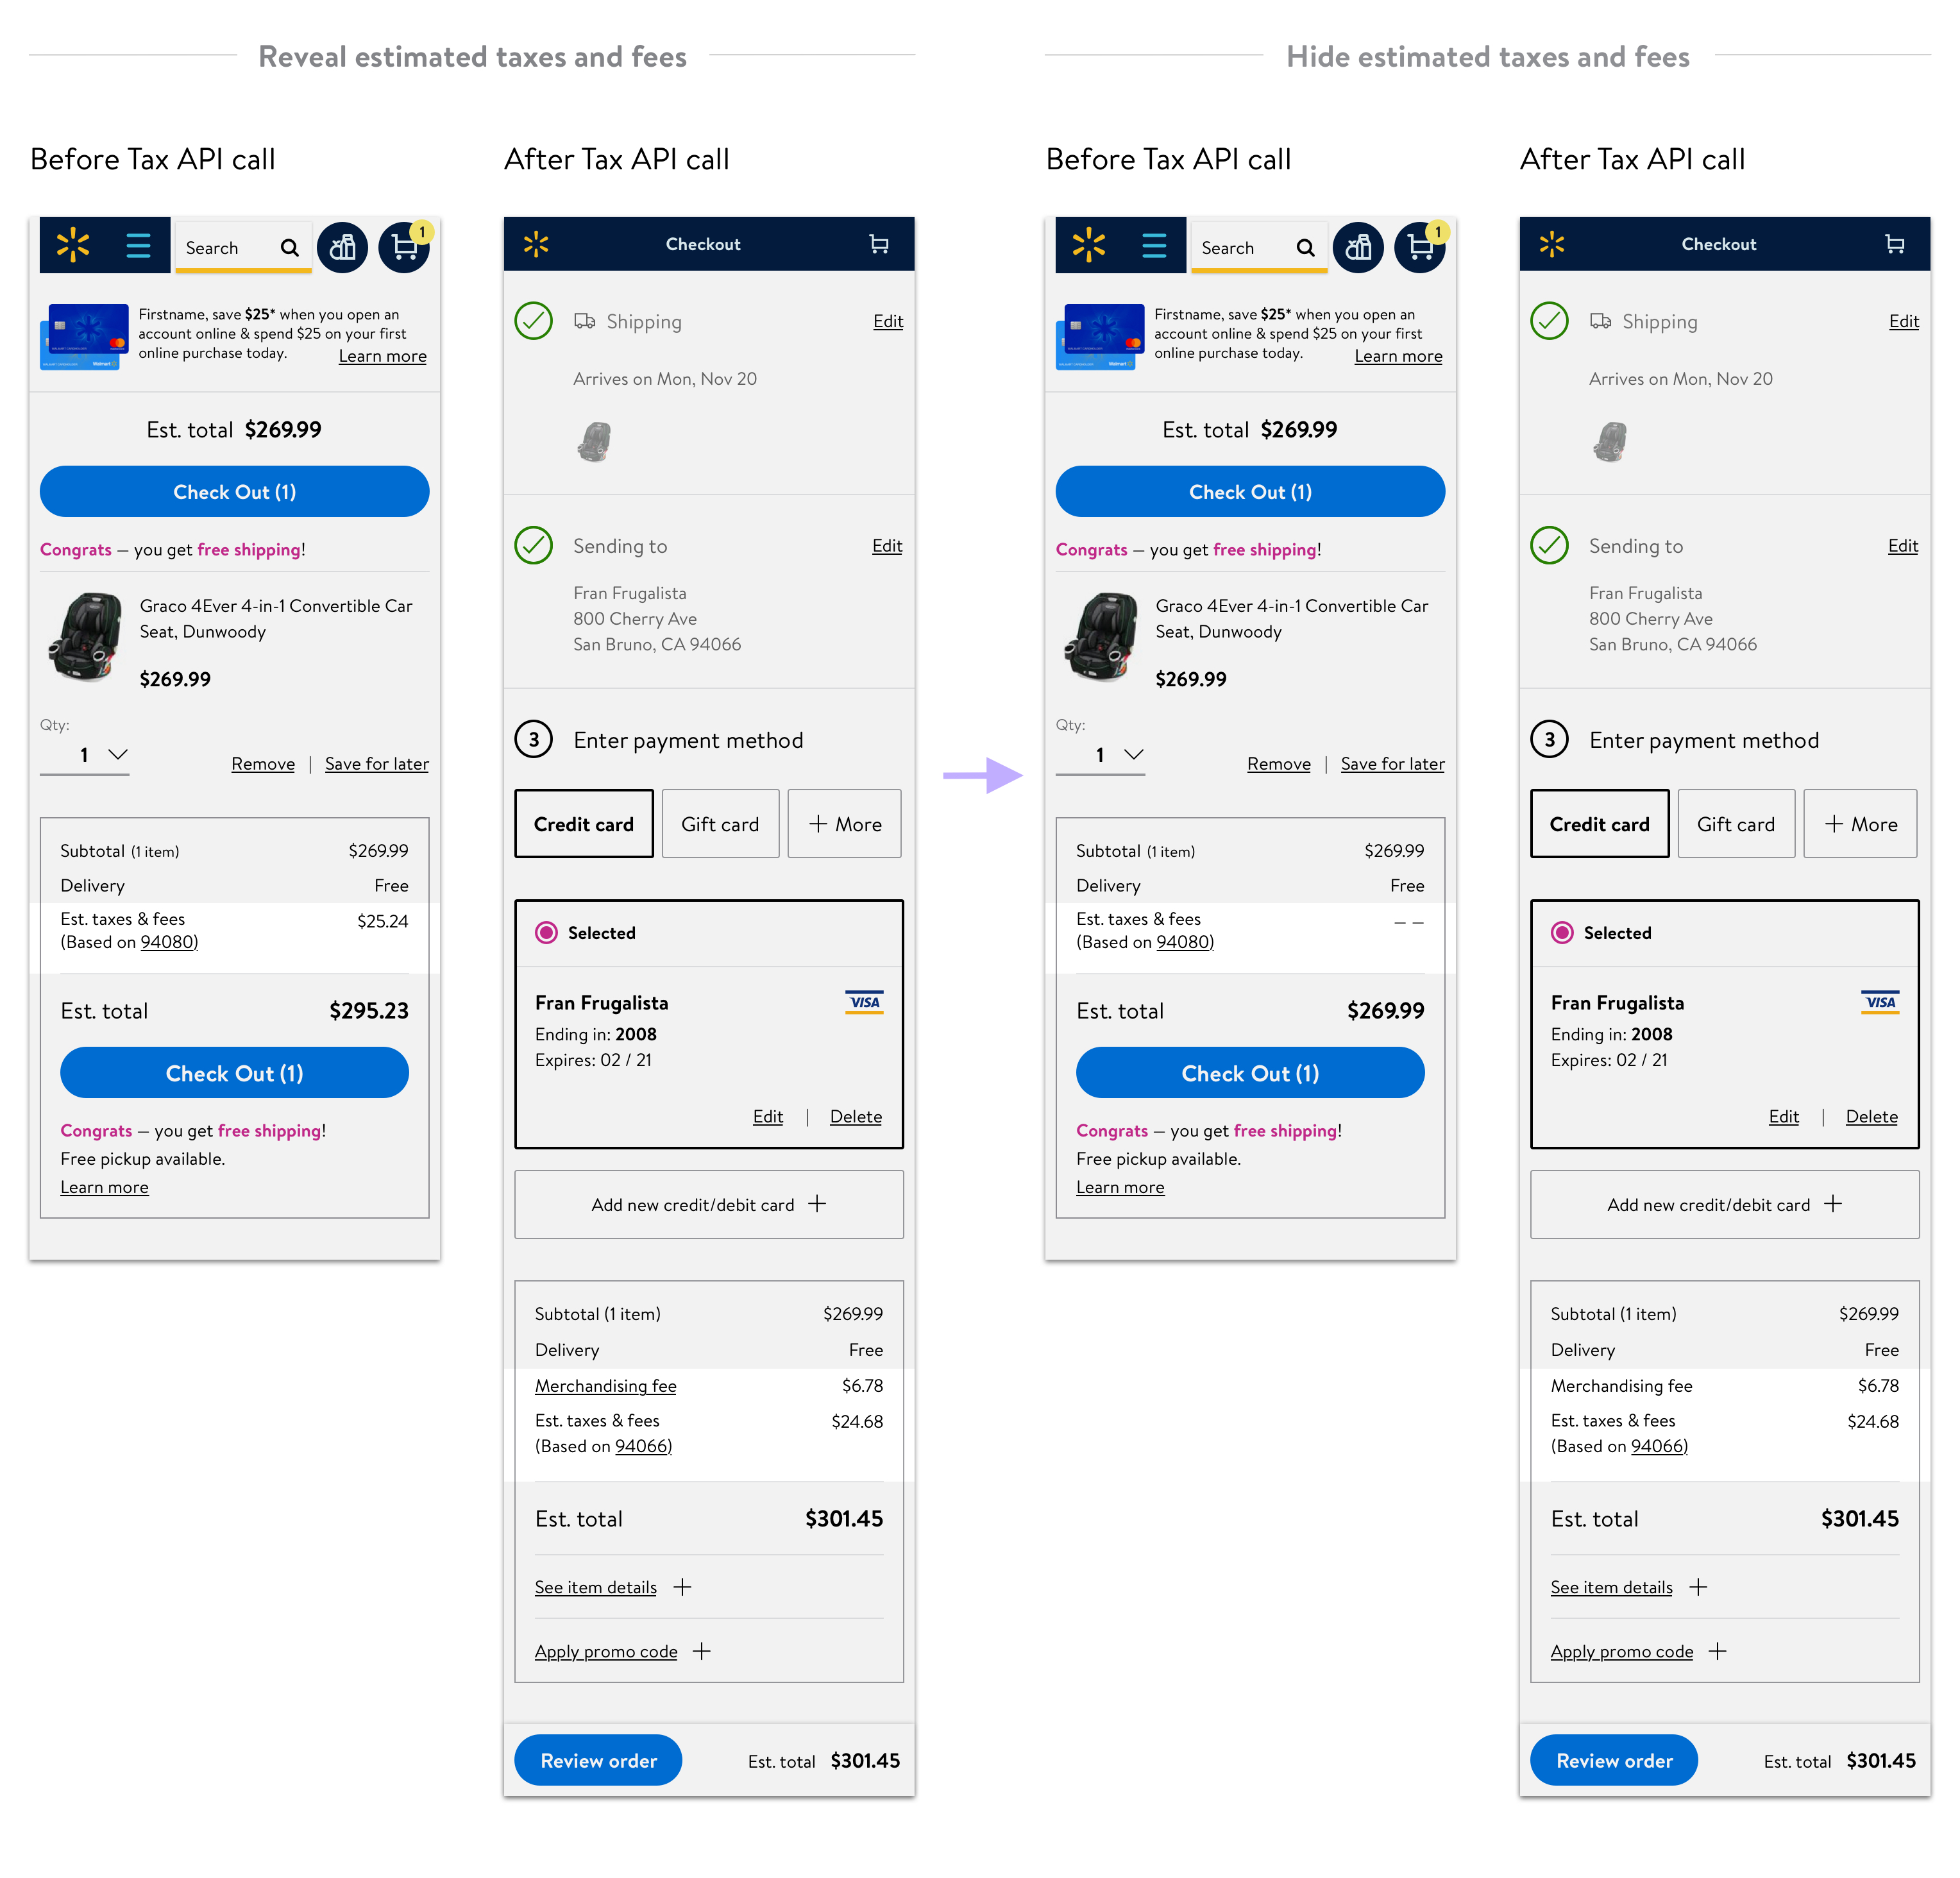 Reveal estimated taxes and fees
Before Tax API call
Search
1
Firstname, save $25* when you open an
account online & spend $25 on your first
online purchase today.
Learn more
Est. total $269.99
Check Out (1)
Congrats – you get free shipping!
Graco 4Ever 4-in-1 Convertible Car
Seat, Dunwoody
$269.99
Qty:
1
Remove | Save for later
Subtotal (1 item) $269.99
Delivery Free
Est. taxes & fees $25.24
(Based on 94080)
Est. total $295.23
Check Out (1)
Congrats – you get free shipping!
Free pickup available.
Learn more
After Tax API call
Checkout
Shipping Edit
Arrives on Mon, Nov 20
Sending to Edit
Fran Frugalista
800 Cherry Ave
San Bruno, CA 94066
3 Enter payment method
Credit card Gift card + More
Selected
Fran Frugalista VISA
Ending in: 2008
Expires: 02 / 21
Edit | Delete
Add new credit/debit card +
Subtotal (1 item) $269.99
Delivery Free
Merchandising fee $6.78
Est. taxes & fees $24.68
(Based on 94066)
Est. total $301.45
See item details +
Apply promo code +
Review order Est. total $301.45
Hide estimated taxes and fees
Before Tax API call
Search
1
Firstname, save $25* when you open an
account online & spend $25 on your first
online purchase today.
Learn more
Est. total $269.99
Check Out (1)
Congrats – you get free shipping!
Graco 4Ever 4-in-1 Convertible Car
Seat, Dunwoody
$269.99
Qty:
1
Remove | Save for later
Subtotal (1 item) $269.99
Delivery Free
Est. taxes & fees – –
(Based on 94080)
Est. total $269.99
Check Out (1)
Congrats – you get free shipping!
Free pickup available.
Learn more
After Tax API call
Checkout
Shipping Edit
Arrives on Mon, Nov 20
Sending to Edit
Fran Frugalista
800 Cherry Ave
San Bruno, CA 94066
3 Enter payment method
Credit card Gift card + More
Selected
Fran Frugalista VISA
Ending in: 2008
Expires: 02 / 21
Edit | Delete
Add new credit/debit card +
Subtotal (1 item) $269.99
Delivery Free
Merchandising fee $6.78
Est. taxes & fees $24.68
(Based on 94066)
Est. total $301.45
See item details +
Apply promo code +
Review order Est. total $301.45